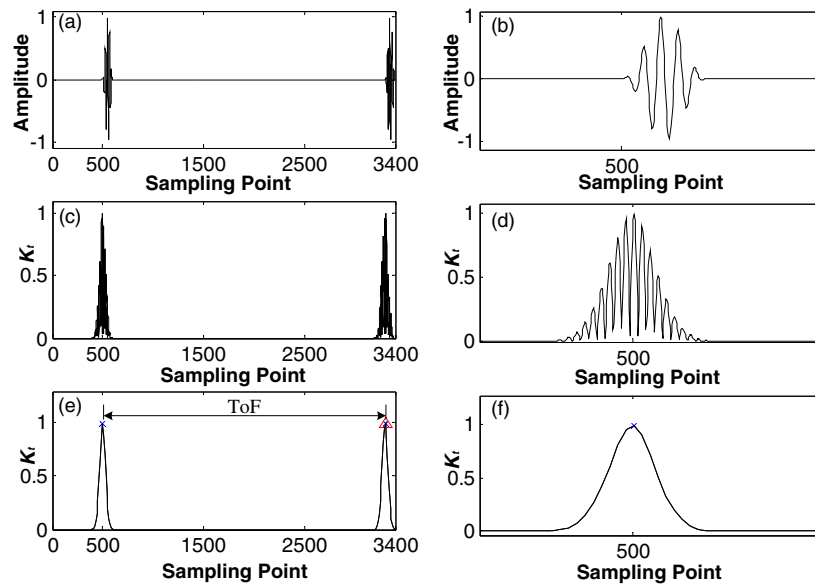 (a)
Amplitude
1
0
-1
0 500 1500 2500 3400
Sampling Point
(b)
Amplitude
1
0
-1
500
Sampling Point
(c)
Kt
1
0.5
0
0 500 1500 2500 3400
Sampling Point
(d)
Kt
1
0.5
0
500
Sampling Point
(e)
ToF
Kt
1
0.5
0
0 500 1500 2500 3400
Sampling Point
(f)
Kt
1
0.5
0
500
Sampling Point